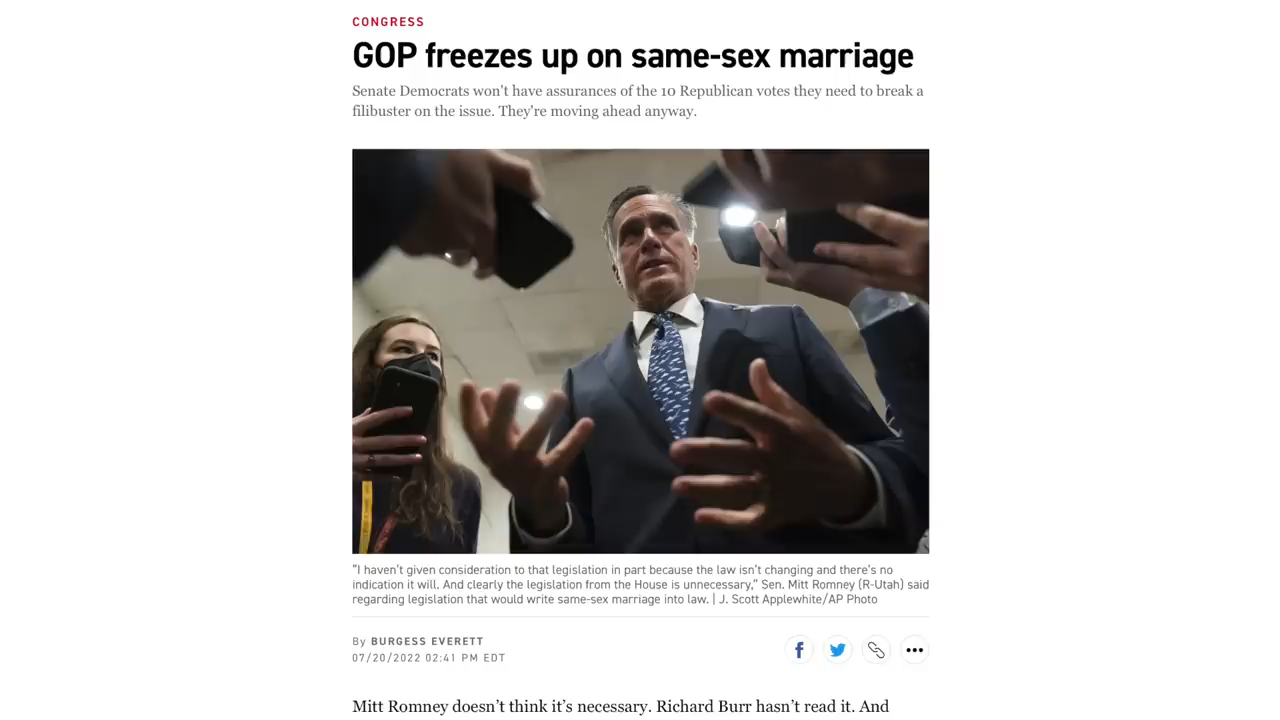 CONGRESS
GOP freezes up on same-sex marriage
Senate Democrats won't have assurances of the 10 Republican votes they need to break a
filibuster on the issue. They're moving ahead anyway.
"I haven't given consideration to that legislation in part because the law isn't changing and there's no
indication it will. And clearly the legislation from the House is unnecessary," Sen. Mitt Romney (R-Utah) said
regarding legislation that would write same-sex marriage into law. | J. Scott Applewhite/AP Photo
By BURGESS EVERETT
07/20/2022 02:41 PM EDT
Mitt Romney doesn't think it's necessary. Richard Burr hasn't read it. And